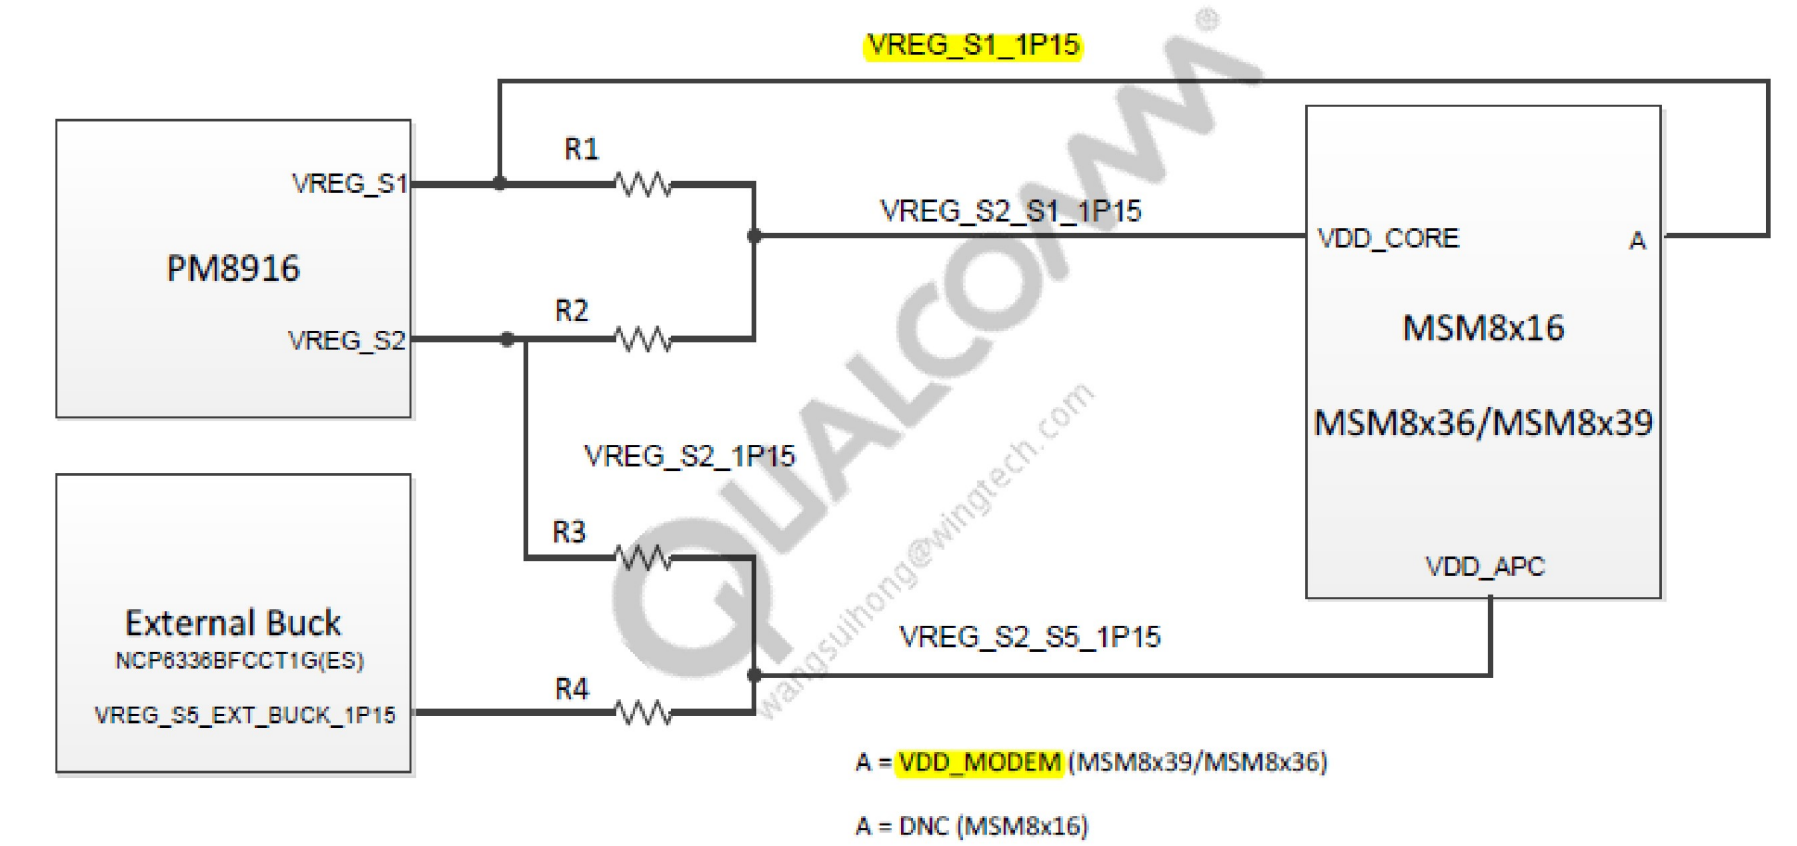 VREG_S1_1P15
R1
VREG_S1
VREG_S2_S1_1P15
VDD_CORE
A
PM8916
R2
VREG_S2
MSM8x16
MSM8x36/MSM8x39
VREG_S2_1P15
R3
VDD_APC
External Buck
NCP6336BFCCT1G(ES)
VREG_S2_S5_1P15
R4
VREG_S5_EXT_BUCK_1P15
A = VDD_MODEM (MSM8x39/MSM8x36)
A = DNC (MSM8x16)
QUALCOMM®
wangsuihong@wingtech.com